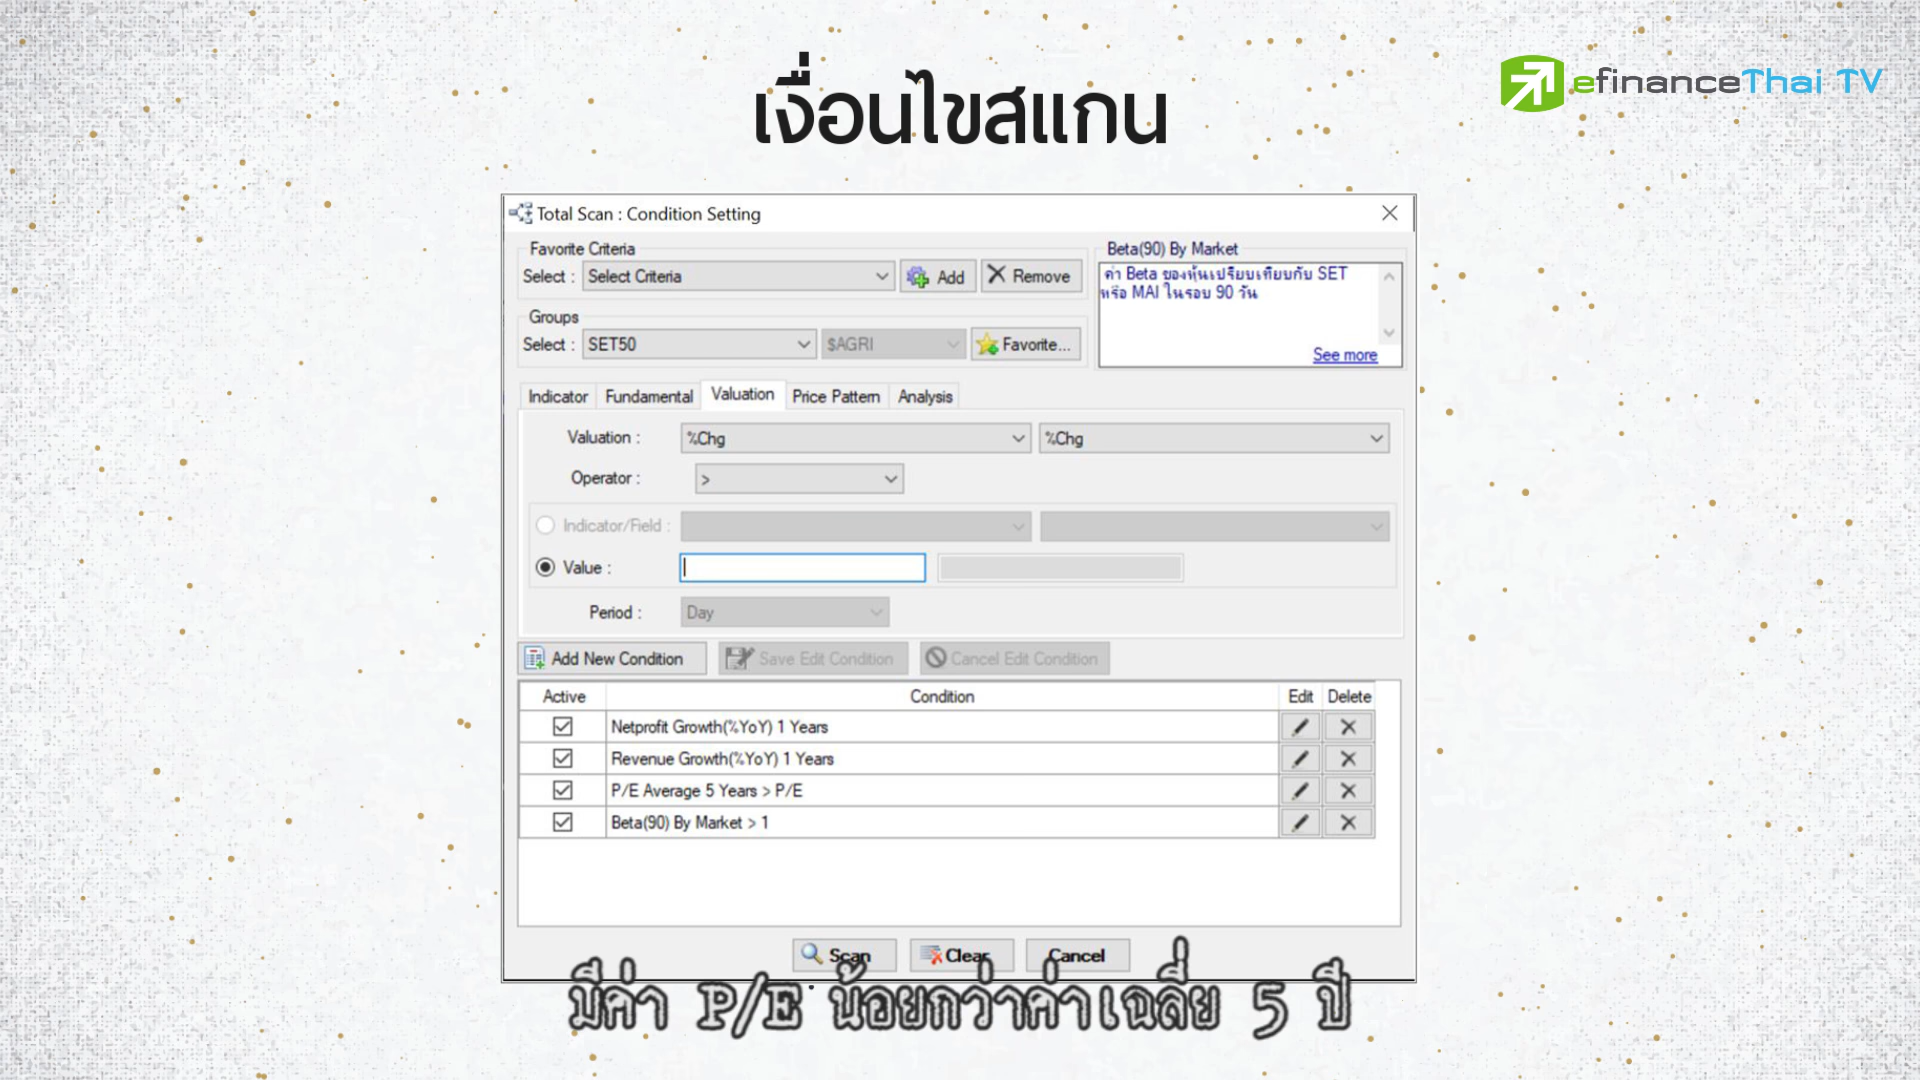 เงื่อนไขสแกน
efinanceThai TV
Total Scan : Condition Setting
Favorite Criteria
Select : Select Criteria Add Remove
Beta(90) By Market
ค่า Beta ของหุ้นเปรียบเทียบกับ SET
หรือ MAI ในรอบ 90 วัน
See more
Groups
Select : SET50 $AGRI Favorite...
Indicator Fundamental Valuation Price Pattern Analysis
Valuation : %Chg %Chg
Operator : >
Indicator/Field :
Value :
Period : Day
Add New Condition Save Edit Condition Cancel Edit Condition
Active Condition Edit Delete
Netprofit Growth(%YoY) 1 Years
Revenue Growth(%YoY) 1 Years
P/E Average 5 Years > P/E
Beta(90) By Market > 1
Scan Clear Cancel
มีค่า P/E น้อยกว่าค่าเฉลี่ย 5 ปี